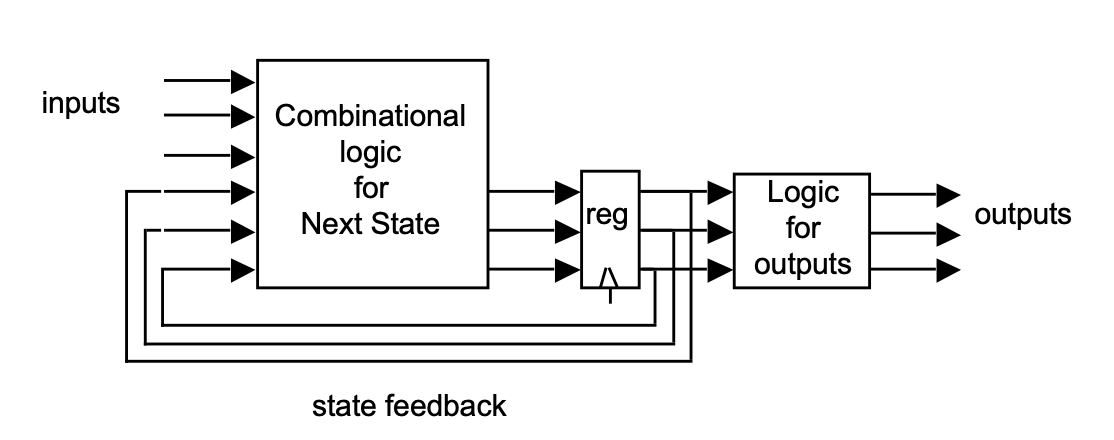 inputs
Combinational
logic
for
Next State
reg
Logic
for
outputs
outputs
state feedback